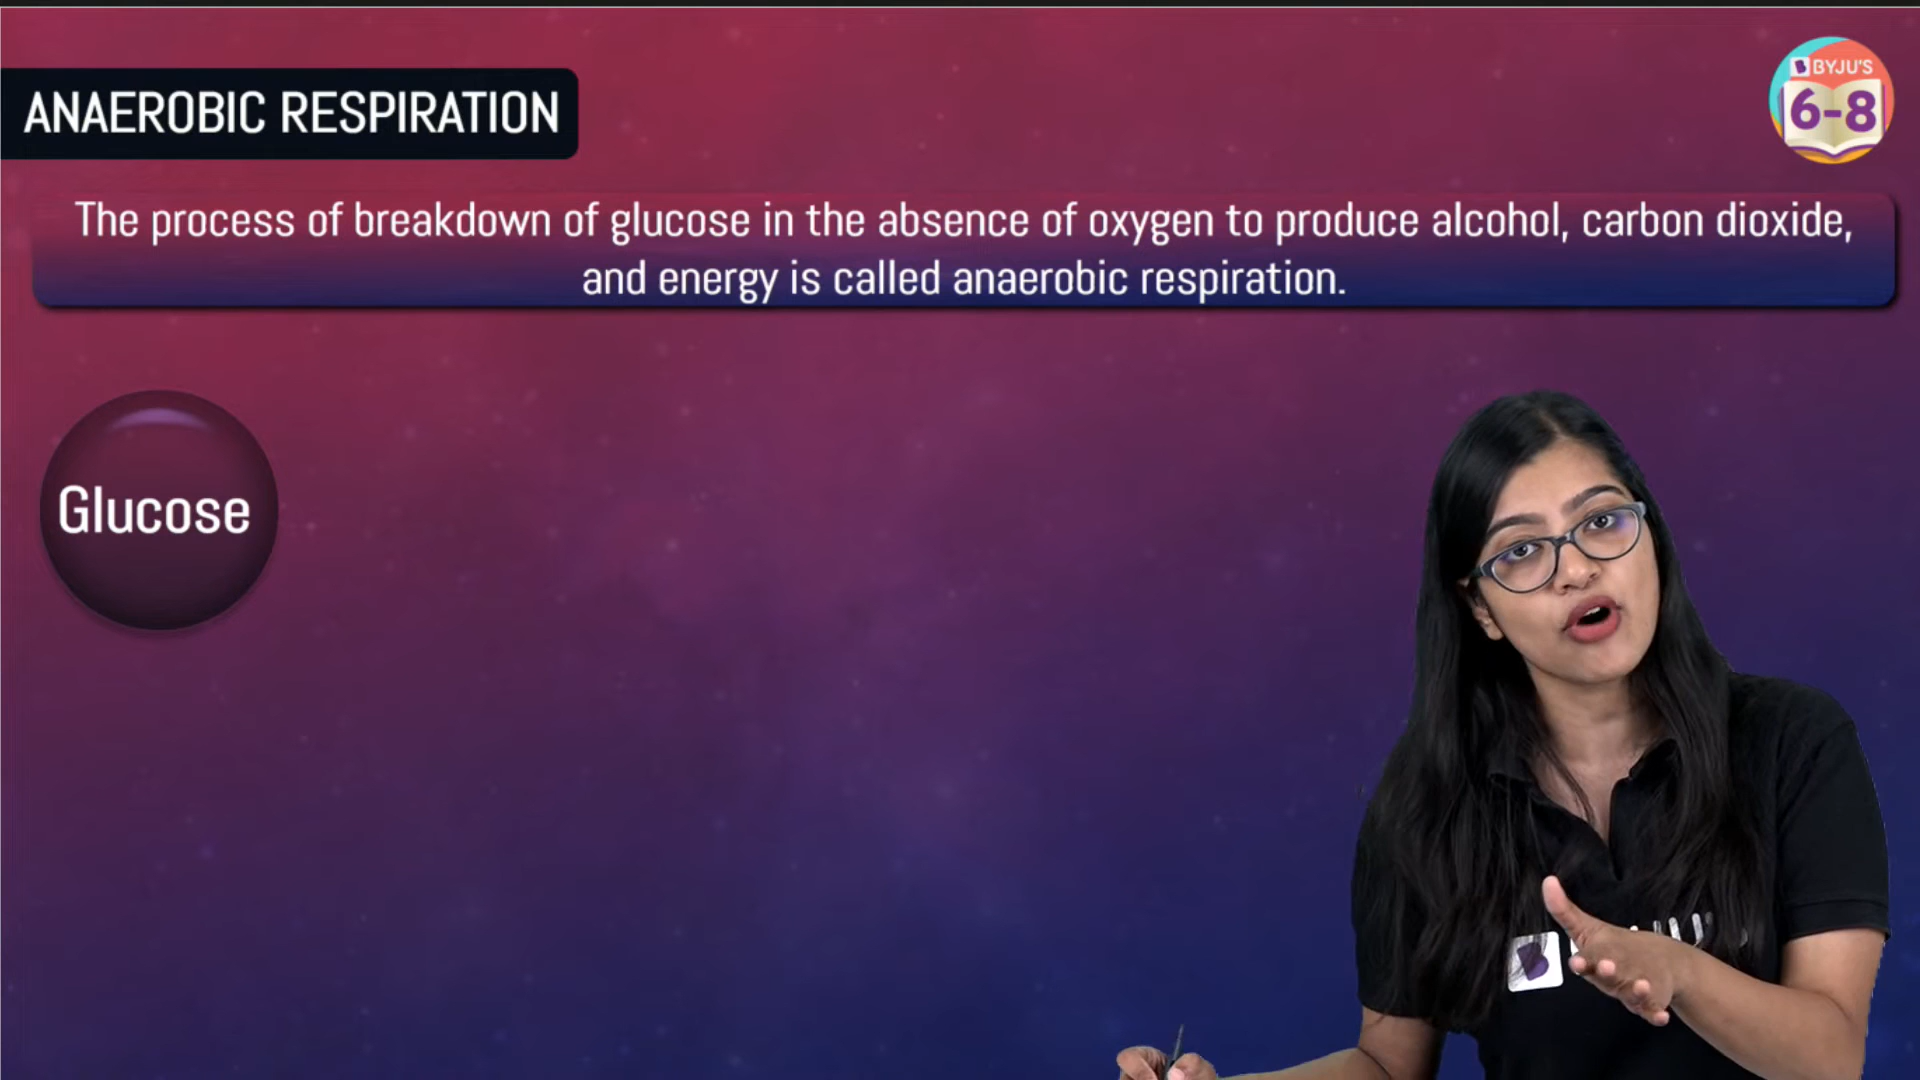 ANAEROBIC RESPIRATION
BYJU'S
6-8
The process of breakdown of glucose in the absence of oxygen to produce alcohol, carbon dioxide,
and energy is called anaerobic respiration.
Glucose
B